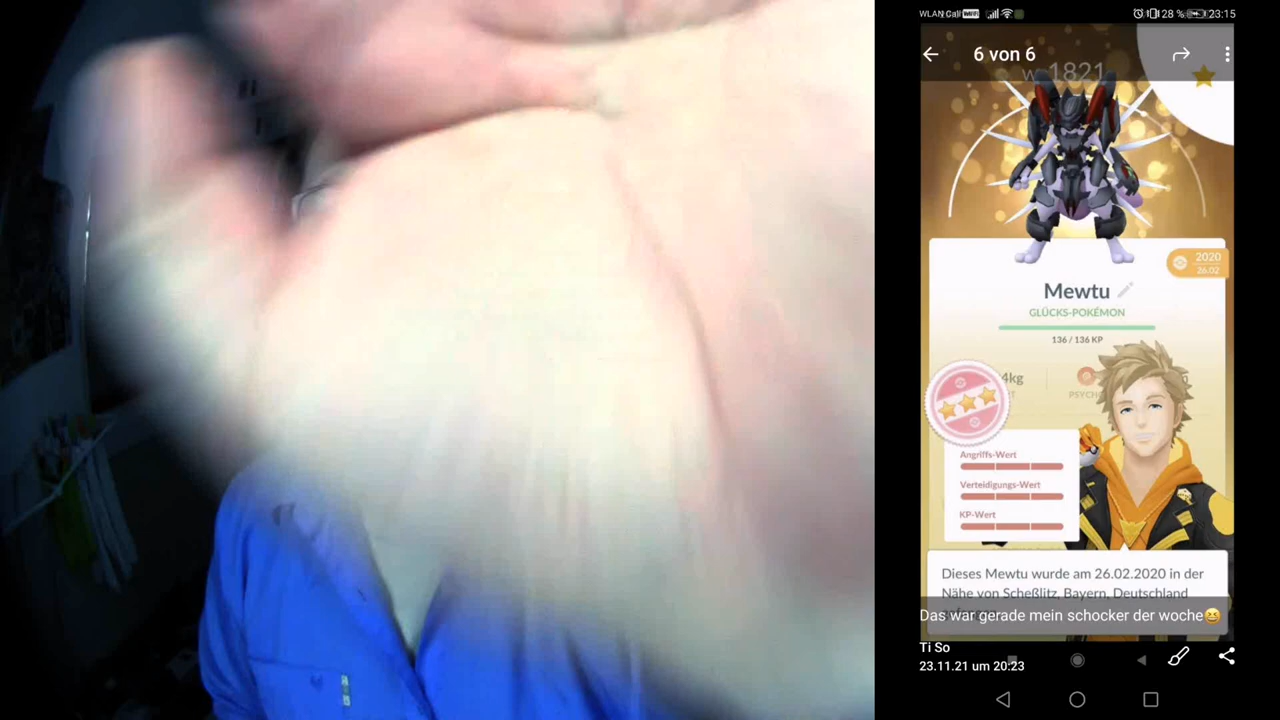 WLAN Call
28 %
23:15
6 von 6
1821
2020
26.02
Mewtu
GLÜCKS-POKÉMON
136 / 136 KP
4kg
PSYCHO
Angriffs-Wert
Verteidigungs-Wert
KP-Wert
Dieses Mewtu wurde am 26.02.2020 in der
Nähe von Scheßlitz, Bayern, Deutschland
Das war gerade mein schocker der woche😆
Ti So
23.11.21 um 20:23